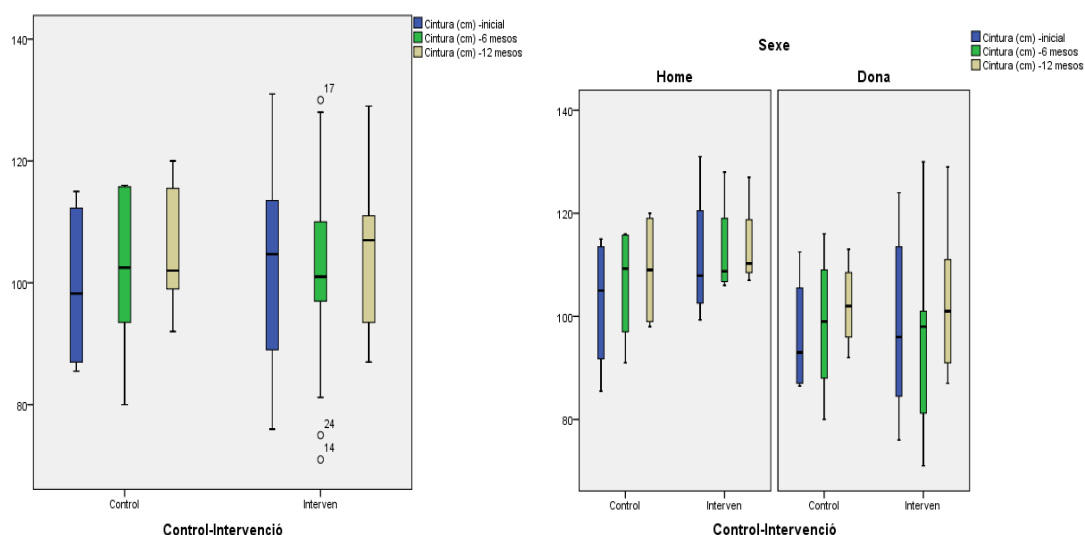 140
120
100
80
17
24
14
Control
Interven
Control-Intervenció
Cintura (cm) -inicial
Cintura (cm) -6 mesos
Cintura (cm) -12 mesos
Sexe
Home
Dona
140
120
100
80
Control
Interven
Control
Interven
Control-Intervenció
Cintura (cm) -inicial
Cintura (cm) -6 mesos
Cintura (cm) -12 mesos